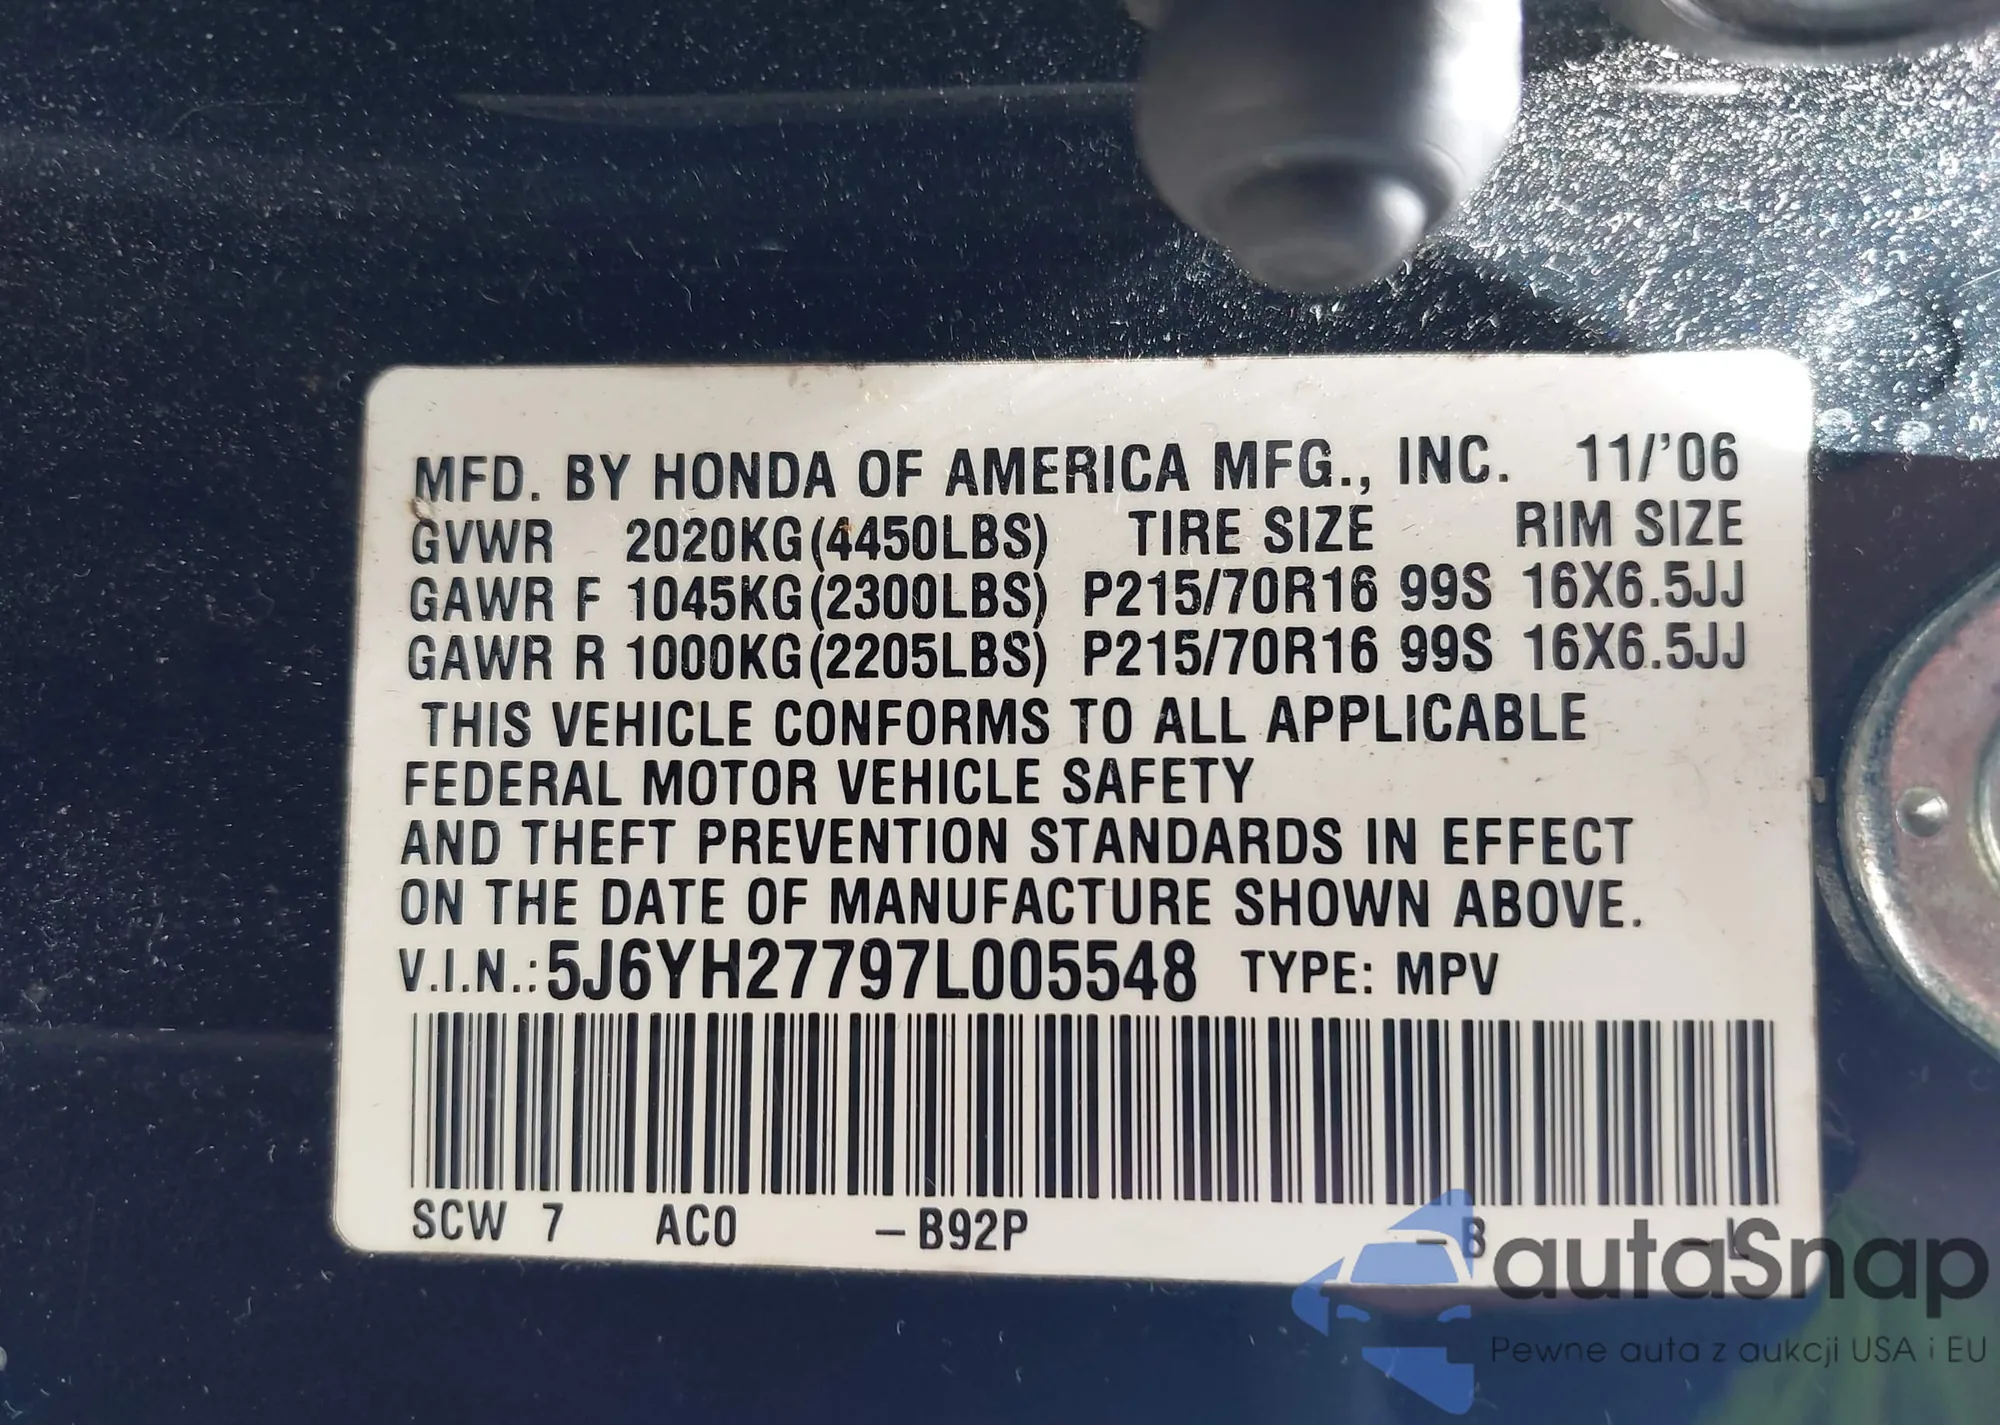 MFD. BY HONDA OF AMERICA MFG., INC. 11/'06
GVWR 2020KG(4450LBS) TIRE SIZE RIM SIZE
GAWR F 1045KG(2300LBS) P215/70R16 99S 16X6.5JJ
GAWR R 1000KG(2205LBS) P215/70R16 99S 16X6.5JJ
THIS VEHICLE CONFORMS TO ALL APPLICABLE
FEDERAL MOTOR VEHICLE SAFETY
AND THEFT PREVENTION STANDARDS IN EFFECT
ON THE DATE OF MANUFACTURE SHOWN ABOVE.
V.I.N.: 5J6YH27797L005548 TYPE: MPV
SCW 7 AC0 -B92P -B -L
autaSnap
Pewne auta z aukcji USA i EU